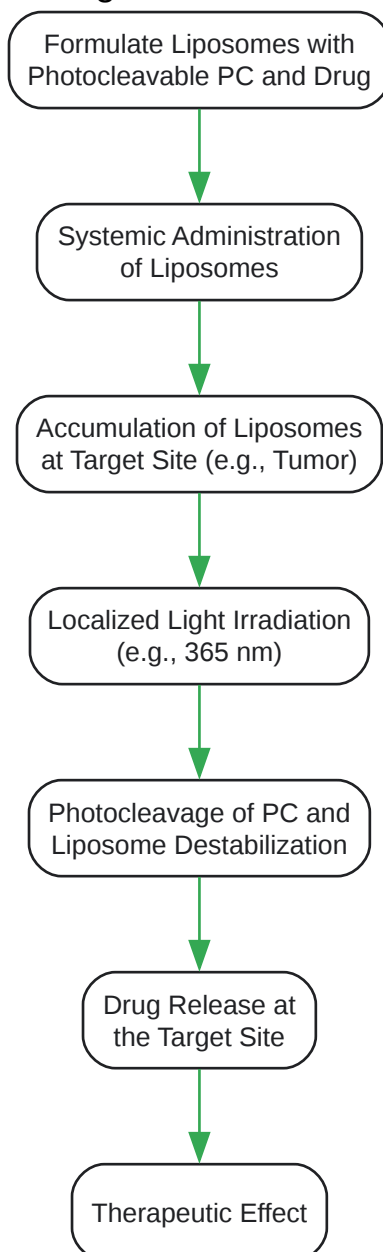 Formulate Liposomes with
Photocleavable PC and Drug
Systemic Administration
of Liposomes
Accumulation of Liposomes
at Target Site (e.g., Tumor)
Localized Light Irradiation
(e.g., 365 nm)
Photocleavage of PC and
Liposome Destabilization
Drug Release at
the Target Site
Therapeutic Effect